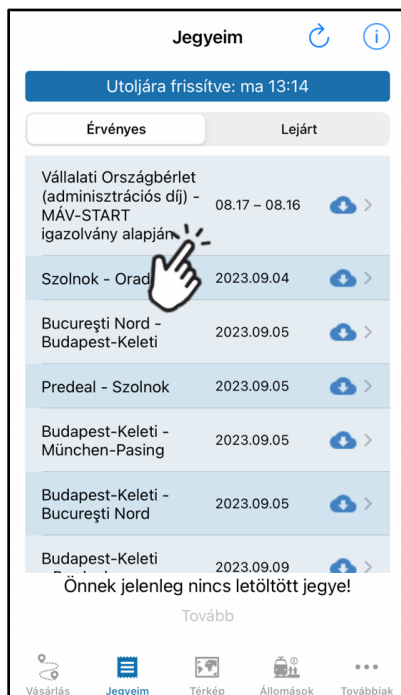 Jegyeim
Utoljára frissítve: ma 13:14
Érvényes
Lejárt
Vállalati Országbérlet
(adminisztrációs díj) -
MÁV-START
igazolvány alapján
08.17 – 08.16
Szolnok - Orad
2023.09.04
Bucureşti Nord -
Budapest-Keleti
2023.09.05
Predeal - Szolnok
2023.09.05
Budapest-Keleti -
München-Pasing
2023.09.05
Budapest-Keleti -
Bucureşti Nord
2023.09.05
Budapest-Keleti
2023.09.09
Önnek jelenleg nincs letöltött jegye!
Tovább
Vásárlás
Jegyeim
Térkép
Állomások
Továbbiak